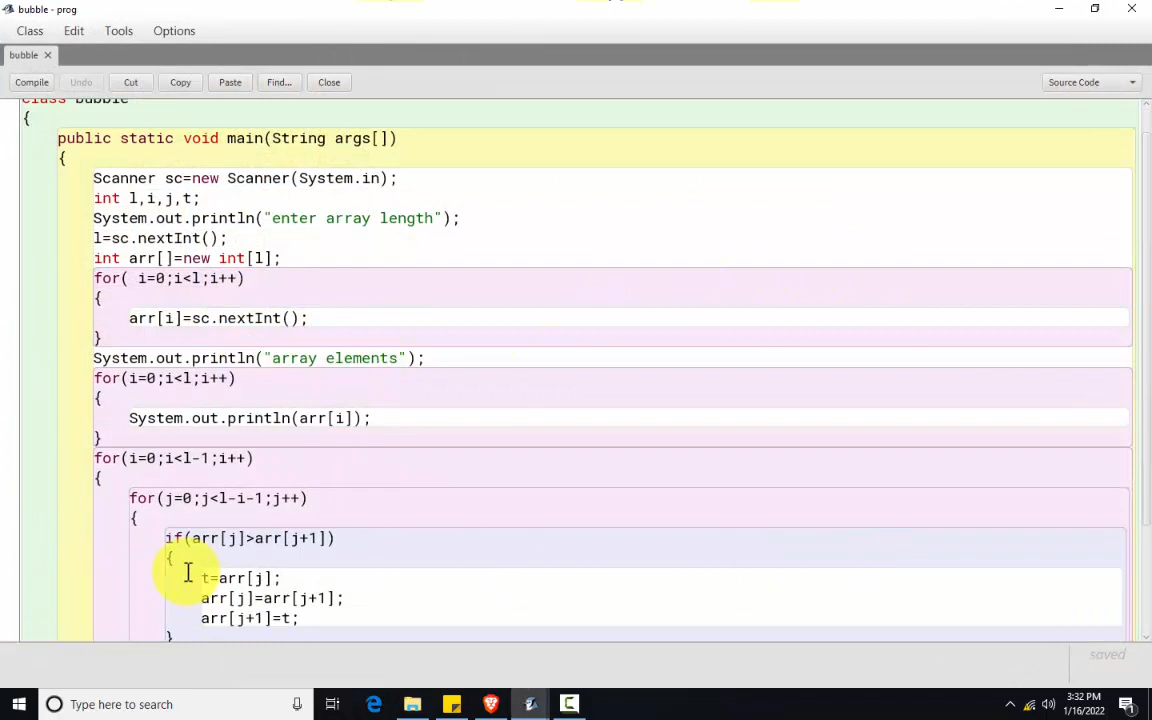 bubble - prog
Class Edit Tools Options
bubble ×
Compile Undo Cut Copy Paste Find... Close Source Code
class bubble
{
public static void main(String args[])
{
Scanner sc=new Scanner(System.in);
int l,i,j,t;
System.out.println("enter array length");
l=sc.nextInt();
int arr[]=new int[l];
for( i=0;i<l;i++)
{
arr[i]=sc.nextInt();
}
System.out.println("array elements");
for(i=0;i<l;i++)
{
System.out.println(arr[i]);
}
for(i=0;i<l-1;i++)
{
for(j=0;j<l-i-1;j++)
{
if(arr[j]>arr[j+1])
{
t=arr[j];
arr[j]=arr[j+1];
arr[j+1]=t;
}
saved
Type here to search
3:32 PM
1/16/2022
1